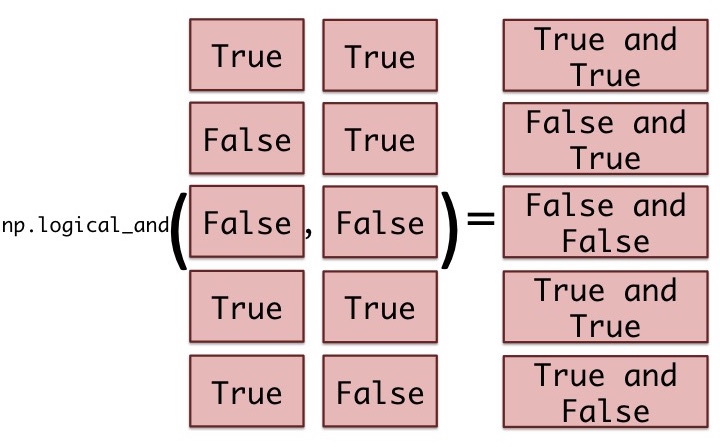 True True True and
True
False True False and
True
np.logical_and(False, False) = False and
False
True True True and
True
True False True and
False